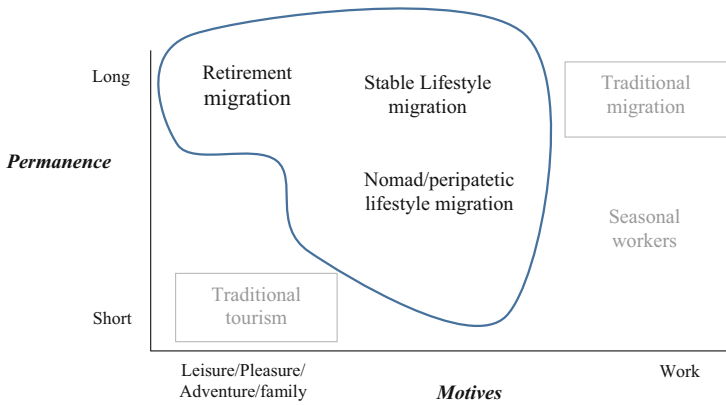 Long
Retirement
migration
Stable Lifestyle
migration
Traditional
migration
Permanence
Nomad/peripatetic
lifestyle migration
Seasonal
workers
Traditional
tourism
Short
Leisure/Pleasure/
Adventure/family
Motives
Work